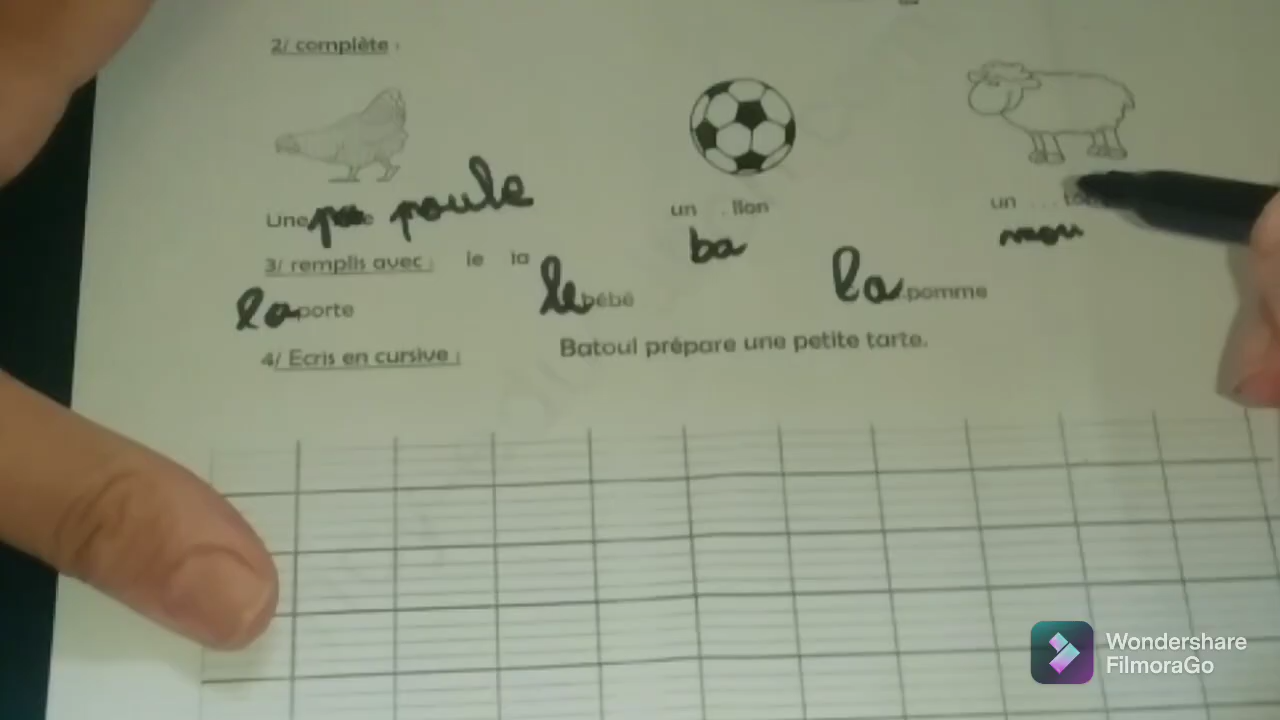 2/ complète :
Une poule un . llon un ...
ba mou
3/ remplis avec : le la
la porte le bébé la pomme
4/ Ecris en cursive : Batoul prépare une petite tarte.
Wondershare
FilmoraGo